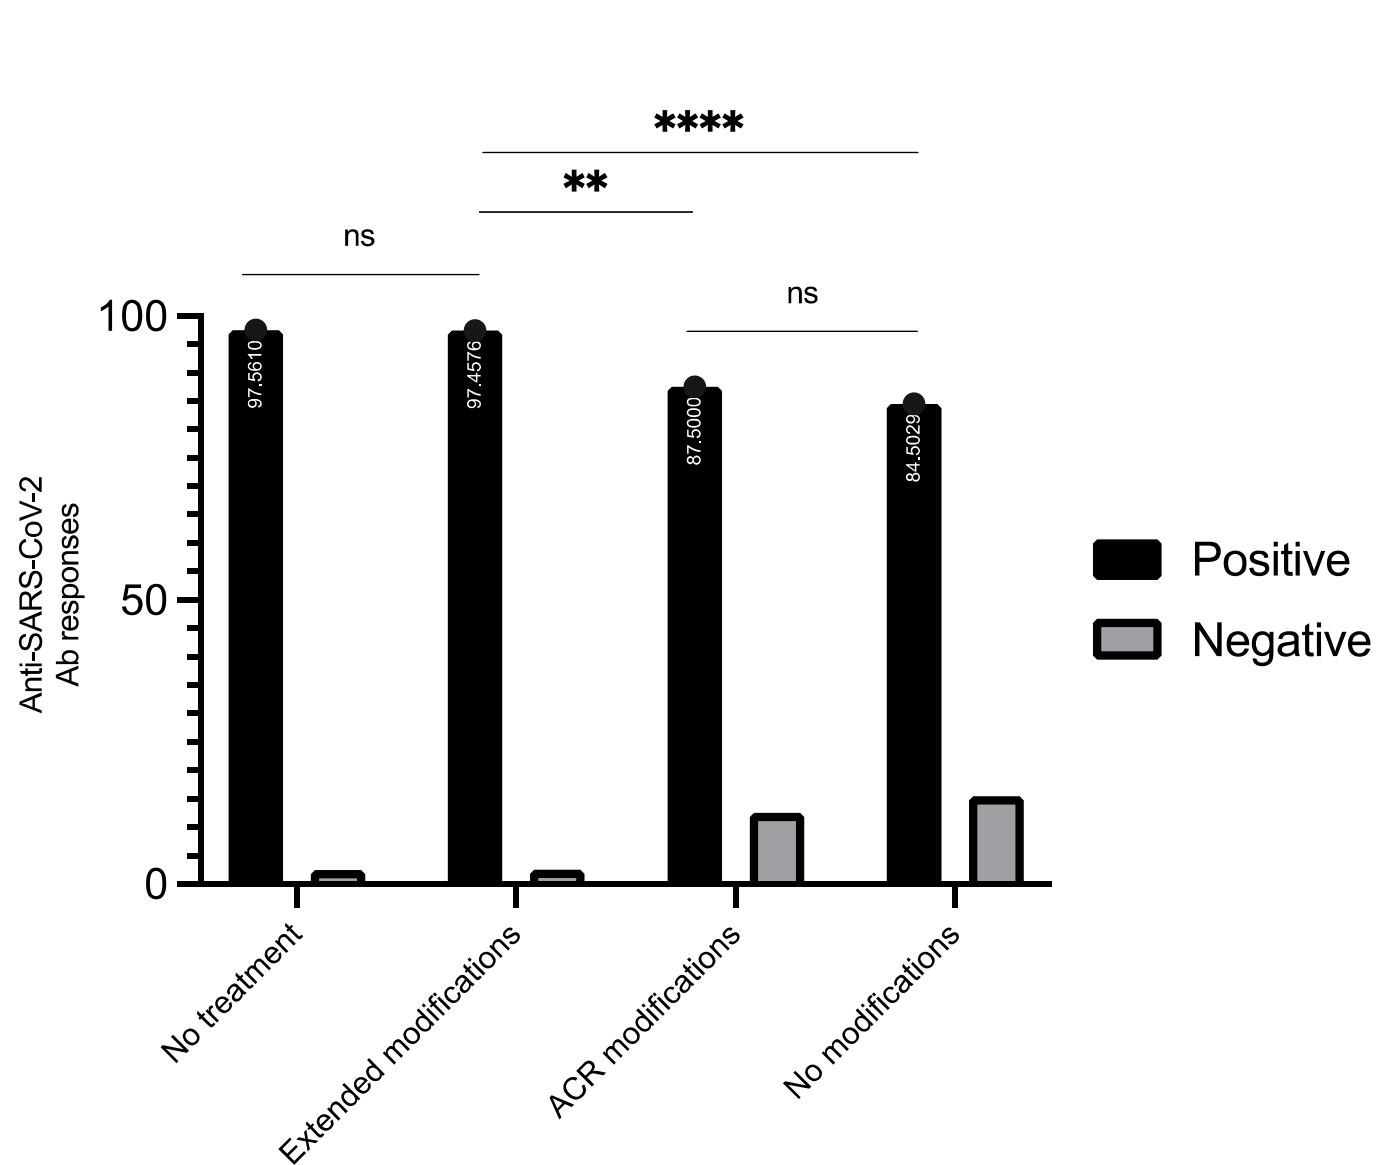 ****
**
ns
ns
100
50
0
Anti-SARS-CoV-2
Ab responses
97.5610
97.4576
87.5000
84.5029
Positive
Negative
No treatment
Extended modifications
ACR modifications
No modifications